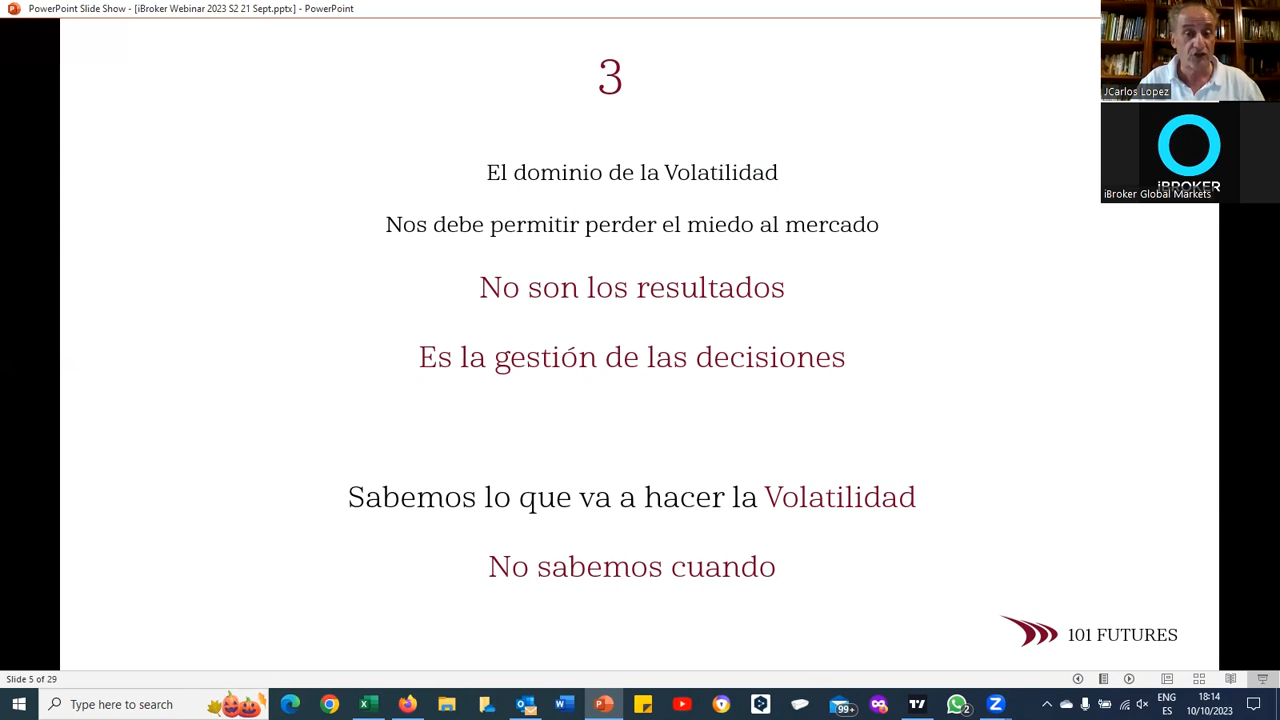 PowerPoint Slide Show - [iBroker Webinar 2023 S2 21 Sept.pptx] - PowerPoint
3
El dominio de la Volatilidad
Nos debe permitir perder el miedo al mercado
No son los resultados
Es la gestión de las decisiones
Sabemos lo que va a hacer la Volatilidad
No sabemos cuando
101 FUTURES
JCarlos Lopez
iBROKER
iBroker Global Markets
Slide 5 of 29
Type here to search
99+
2
ENG
ES
18:14
10/10/2023